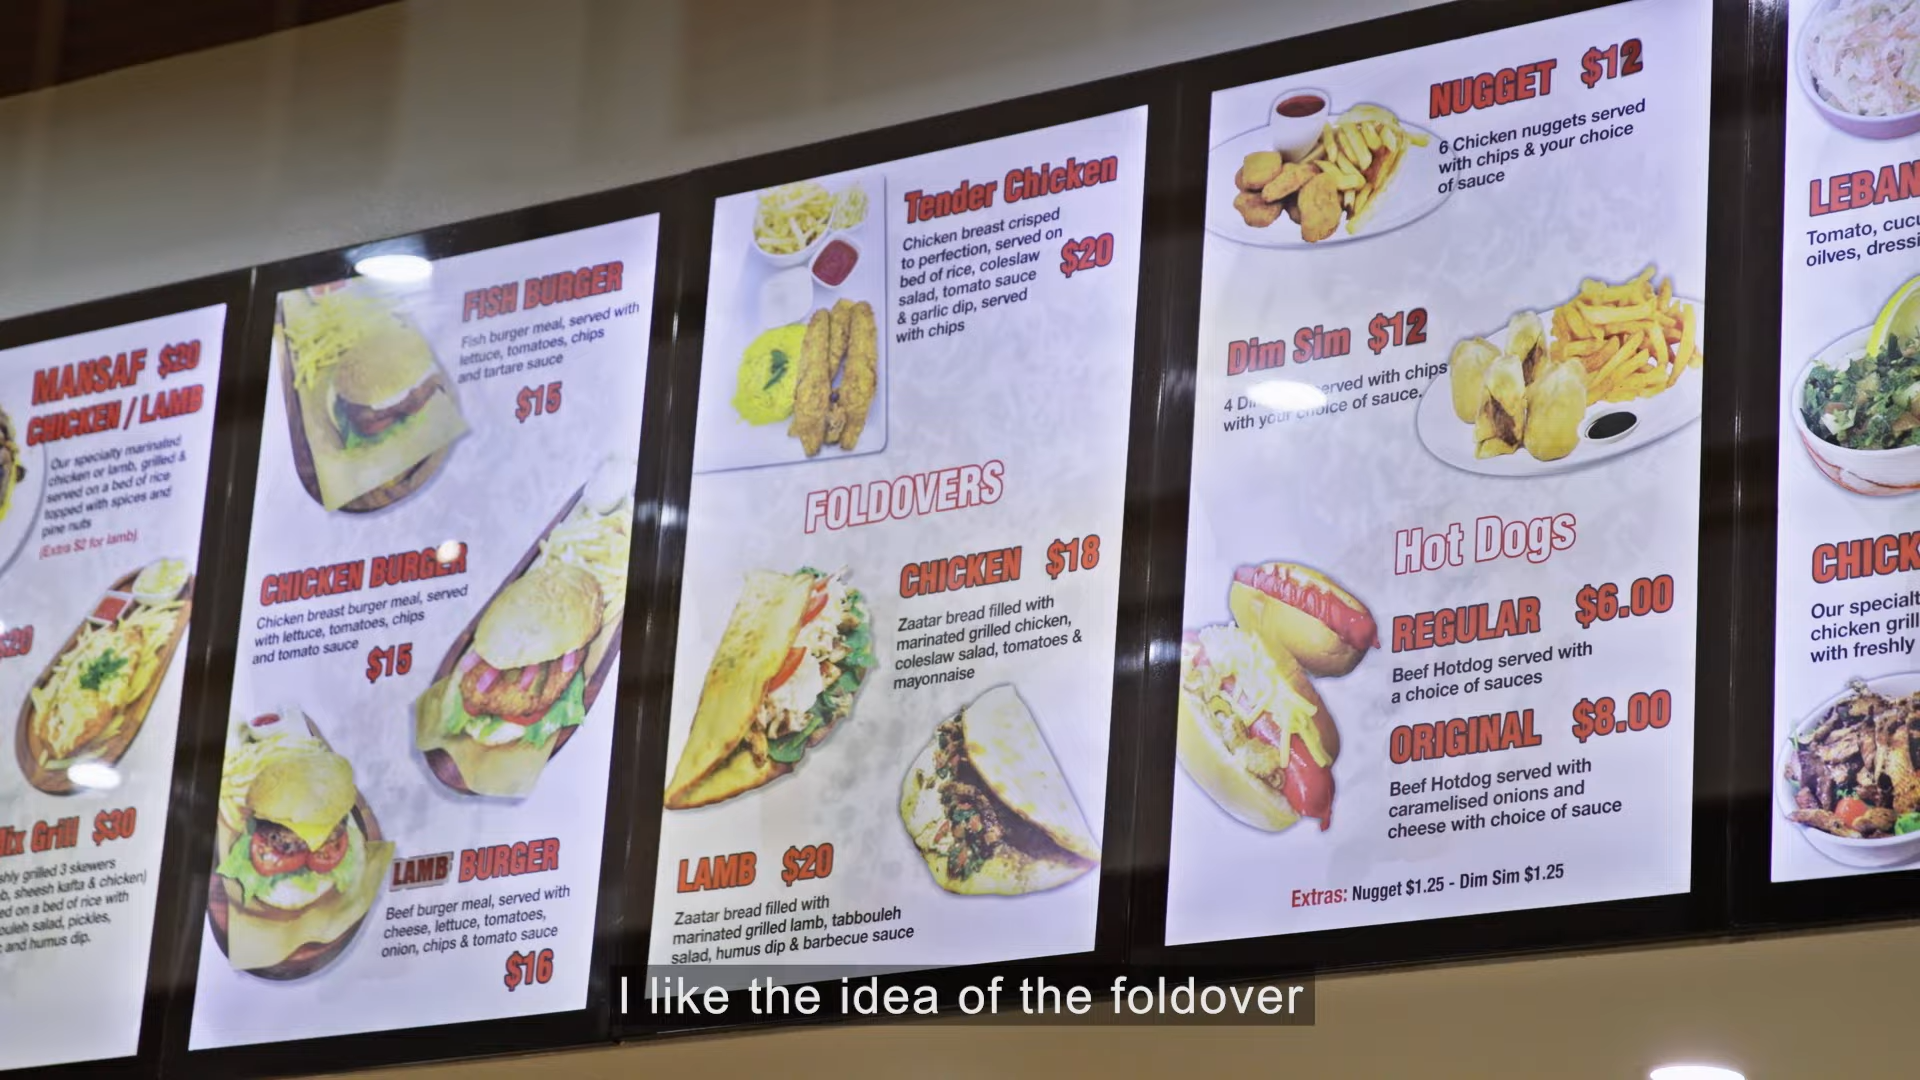 MANSAF $20
CHICKEN / LAMB
Our specialty marinated
chicken or lamb, grilled &
served on a bed of rice
topped with spices and
pine nuts
(Extra $2 for lamb)
$20
Mix Grill $30
grilled 3 skewers
sheesh kafta & chicken)
on a bed of rice with
salad, pickles,
and humus dip.
FISH BURGER
Fish burger meal, served with
lettuce, tomatoes, chips
and tartare sauce
$15
CHICKEN BURGER
Chicken breast burger meal, served
with lettuce, tomatoes, chips
and tomato sauce
$15
LAMB BURGER
Beef burger meal, served with
cheese, lettuce, tomatoes,
onion, chips & tomato sauce
$16
Tender Chicken
Chicken breast crisped
to perfection, served on
bed of rice, coleslaw
salad, tomato sauce
& garlic dip, served
with chips
$20
FOLDOVERS
CHICKEN $18
Zaatar bread filled with
marinated grilled chicken,
coleslaw salad, tomatoes &
mayonnaise
LAMB $20
Zaatar bread filled with
marinated grilled lamb, tabbouleh
salad, humus dip & barbecue sauce
NUGGET $12
6 Chicken nuggets served
with chips & your choice
of sauce
Dim Sim $12
4 served with chips
with your choice of sauce.
Hot Dogs
REGULAR $6.00
Beef Hotdog served with
a choice of sauces
ORIGINAL $8.00
Beef Hotdog served with
caramelised onions and
cheese with choice of sauce
Extras: Nugget $1.25 - Dim Sim $1.25
LEBAN
Tomato, cucu
oilves, dressi
CHICK
Our specialt
chicken grill
with freshly
I like the idea of the foldover